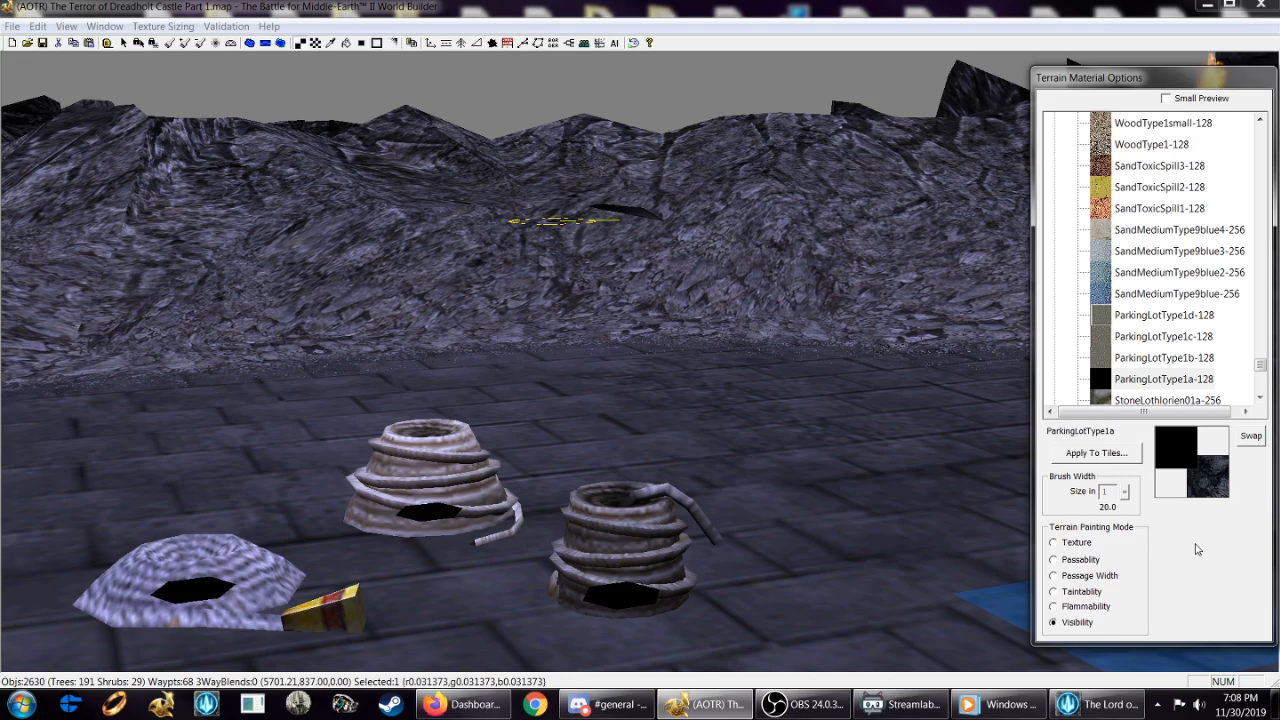 (AOTR) The Terror of Dreadholt Castle Part 1.map - The Battle for Middle-Earth™ II World Builder
File Edit View Window Texture Sizing Validation Help
AI
Terrain Material Options
Small Preview
WoodType1small-128
WoodType1-128
SandToxicSpill3-128
SandToxicSpill2-128
SandToxicSpill1-128
SandMediumType9blue4-256
SandMediumType9blue3-256
SandMediumType9blue2-256
SandMediumType9blue-256
ParkingLotType1d-128
ParkingLotType1c-128
ParkingLotType1b-128
ParkingLotType1a-128
StoneLothlorien01a-256
ParkingLotType1a
Swap
Apply To Tiles...
Brush Width
Size in 1
20.0
Terrain Painting Mode
Texture
Passablity
Passage Width
Taintablity
Flammability
Visibility
Objs:2630 (Trees: 191 Shrubs: 29) Waypts:68 3WayBlends:0 (5701.21,837.00,0.00) Selected:1 {r0.031373,g0.031373,b0.031373}
NUM
Dashboar...
#general -...
(AOTR) Th...
OBS 24.0.3...
Streamlab...
Windows ...
The Lord o...
7:08 PM
11/30/2019